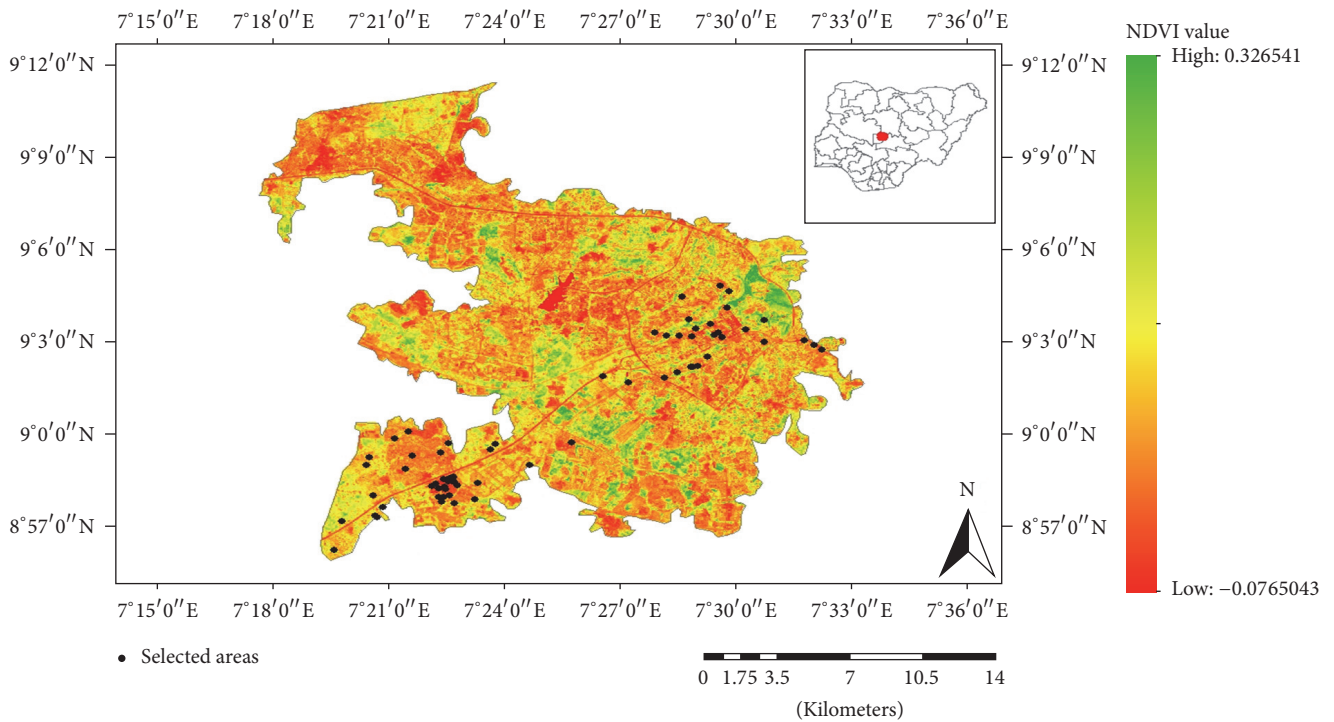 7°15′0″E 7°18′0″E 7°21′0″E 7°24′0″E 7°27′0″E 7°30′0″E 7°33′0″E 7°36′0″E
NDVI value
High: 0.326541
Low: −0.0765043
9°12′0″N 9°12′0″N
9°9′0″N 9°9′0″N
9°6′0″N 9°6′0″N
9°3′0″N 9°3′0″N
9°0′0″N 9°0′0″N
8°57′0″N 8°57′0″N
N
7°15′0″E 7°18′0″E 7°21′0″E 7°24′0″E 7°27′0″E 7°30′0″E 7°33′0″E 7°36′0″E
Selected areas
0 1.75 3.5 7 10.5 14
(Kilometers)